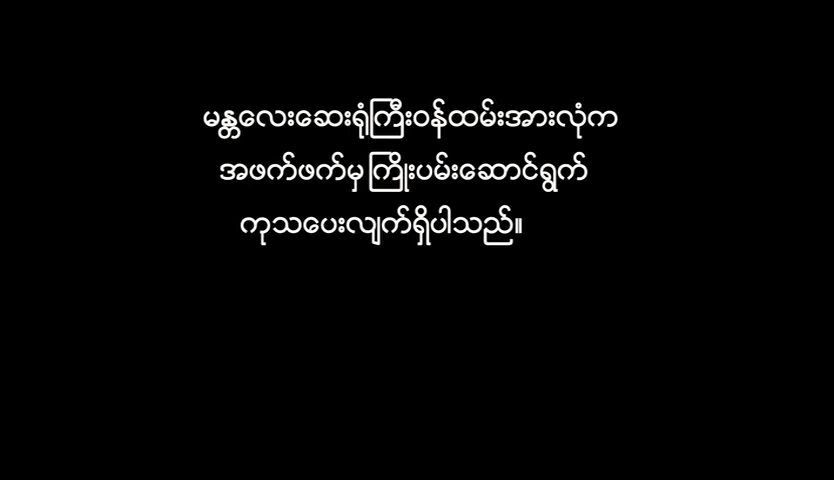 မန္တလေးဆေးရုံကြီးဝန်ထမ်းအားလုံက
အဖက်ဖက်မှ ကြိုးပမ်းဆောင်ရွက်
ကုသပေးလျက်ရှိပါသည်။